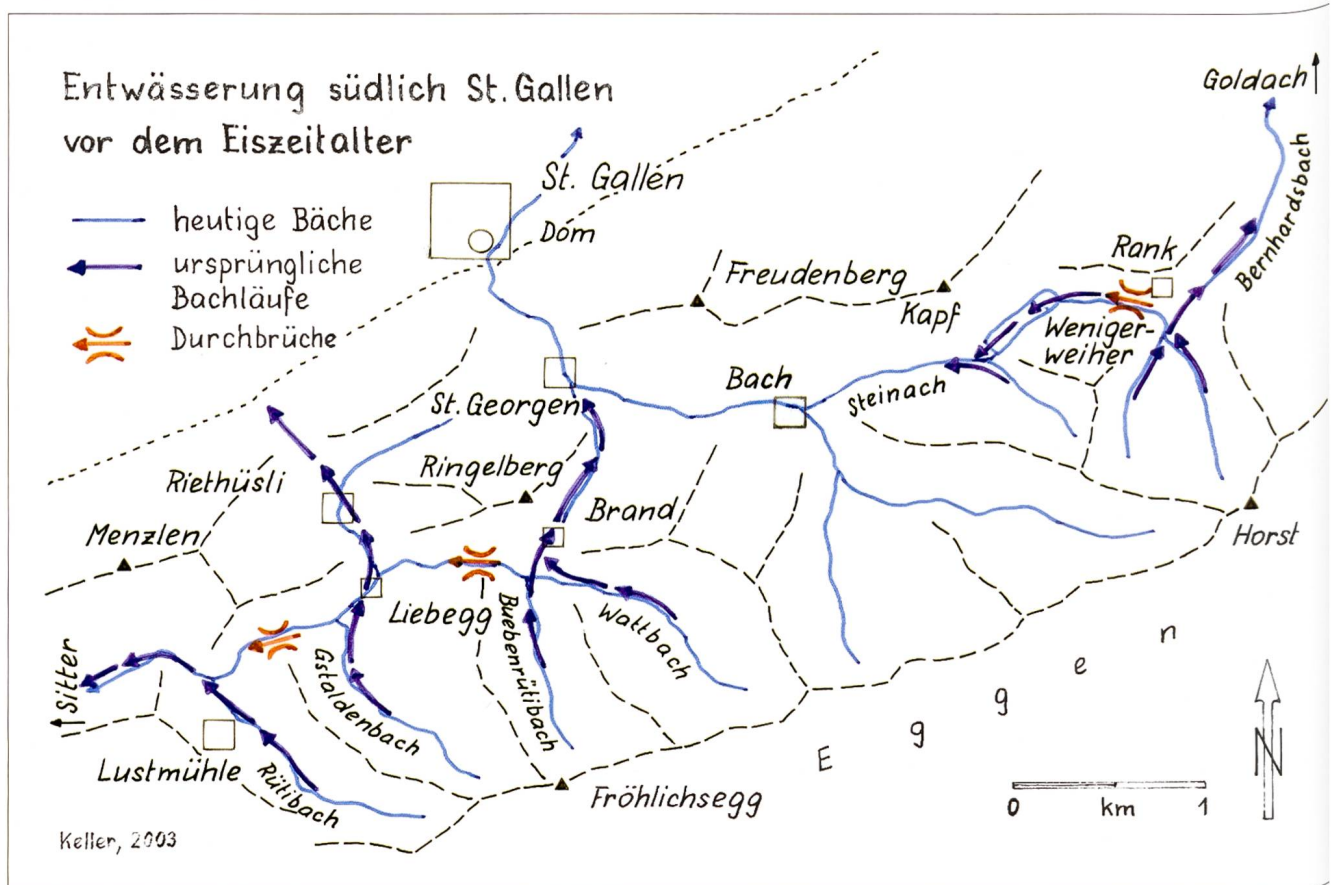 Entwässerung südlich St. Gallen
vor dem Eiszeitalter
heutige Bäche
ursprüngliche
Bachläufe
Durchbrüche
Goldach
Bernhardsbach
St. Gallen
Dom
Rank
Freudenberg
Kapf
Weniger-
weiher
Bach
Steinach
St. Georgen
Ringelberg
Riethüsli
Brand
Menzlen
Horst
Liebegg
Buebenrütibach
Wattbach
Sitter
Gstaldenbach
Eggen
Lustmühle
Rütibach
Fröhlichsegg
N
0 km 1
Keller, 2003